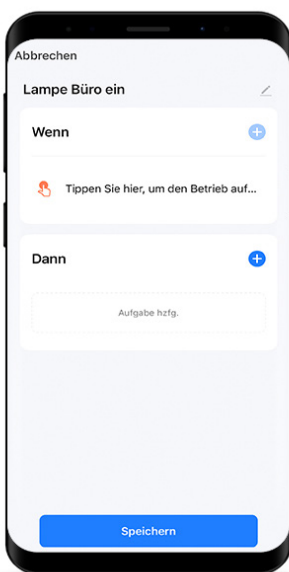 Abbrechen
Lampe Büro ein
Wenn
Tippen Sie hier, um den Betrieb auf...
Dann
Aufgabe hzfg.
Speichern